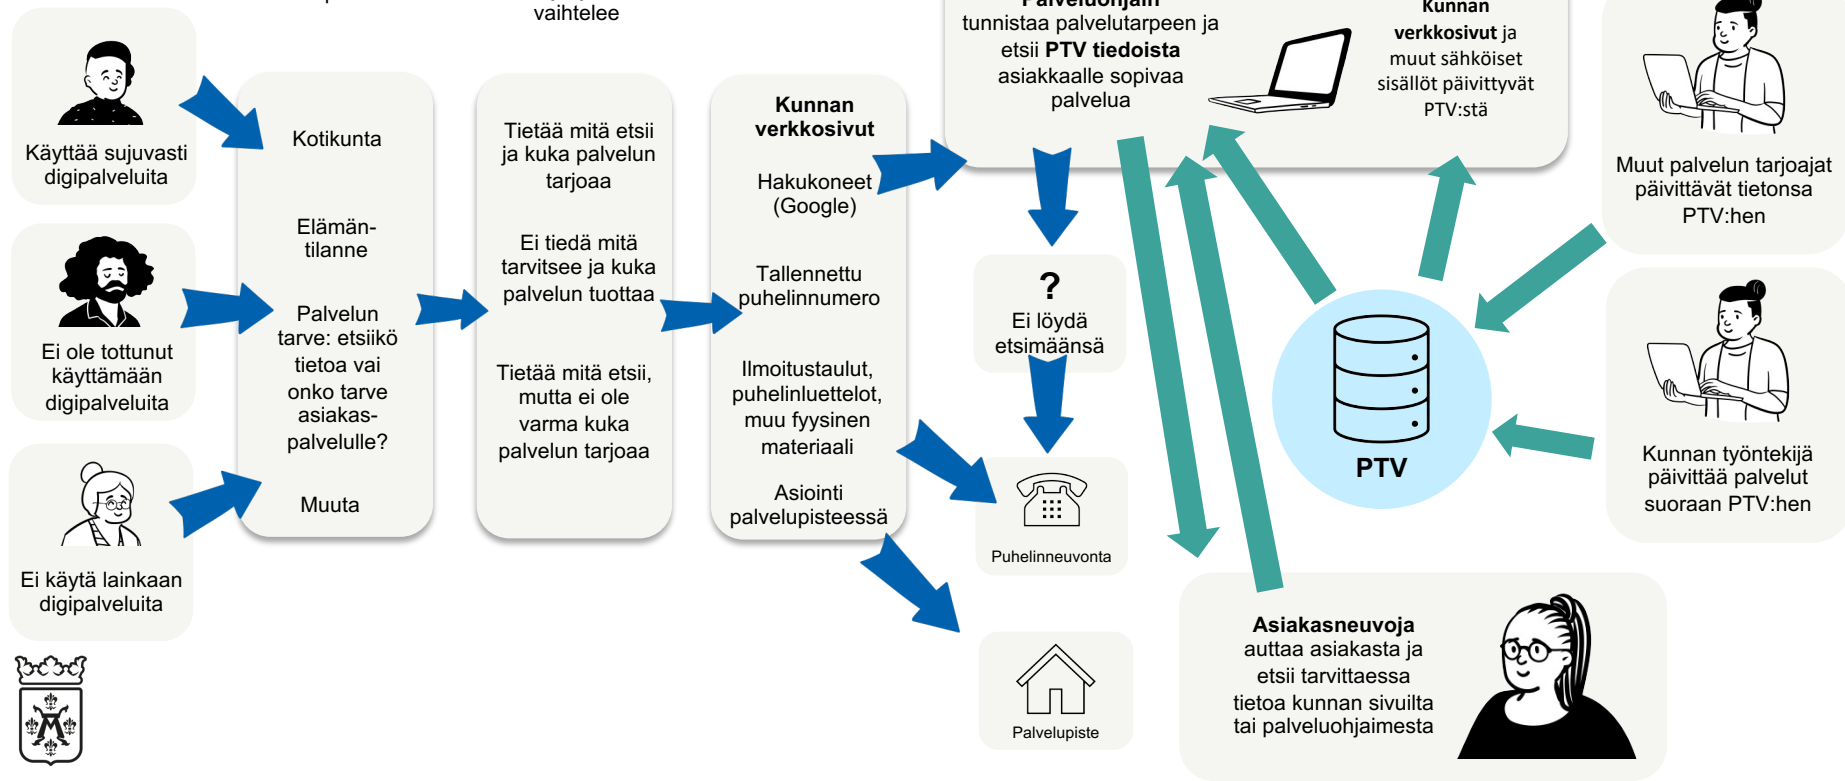 vaihtelee
Käyttää sujuvasti
digipalveluita
Ei ole tottunut
käyttämään
digipalveluita
Ei käytä lainkaan
digipalveluita
Kotikunta
Elämän-
tilanne
Palvelun
tarve: etsiikö
tietoa vai
onko tarve
asiakas-
palvelulle?
Muuta
Tietää mitä etsii
ja kuka palvelun
tarjoaa
Ei tiedä mitä
tarvitsee ja kuka
palvelun tuottaa
Tietää mitä etsii,
mutta ei ole
varma kuka
palvelun tarjoaa
Kunnan
verkkosivut
Hakukoneet
(Google)
Tallennettu
puhelinnumero
Ilmoitustaulut,
puhelinluettelot,
muu fyysinen
materiaali
Asiointi
palvelupisteessä
Palveluohjain
tunnistaa palvelutarpeen ja
etsii PTV tiedoista
asiakkaalle sopivaa
palvelua
Kunnan
verkkosivut ja
muut sähköiset
sisällöt päivittyvät
PTV:stä
?
Ei löydä
etsimäänsä
Puhelinneuvonta
Palvelupiste
PTV
Muut palvelun tarjoajat
päivittävät tietonsa
PTV:hen
Kunnan työntekijä
päivittää palvelut
suoraan PTV:hen
Asiakasneuvoja
auttaa asiakasta ja
etsii tarvittaessa
tietoa kunnan sivuilta
tai palveluohjaimesta